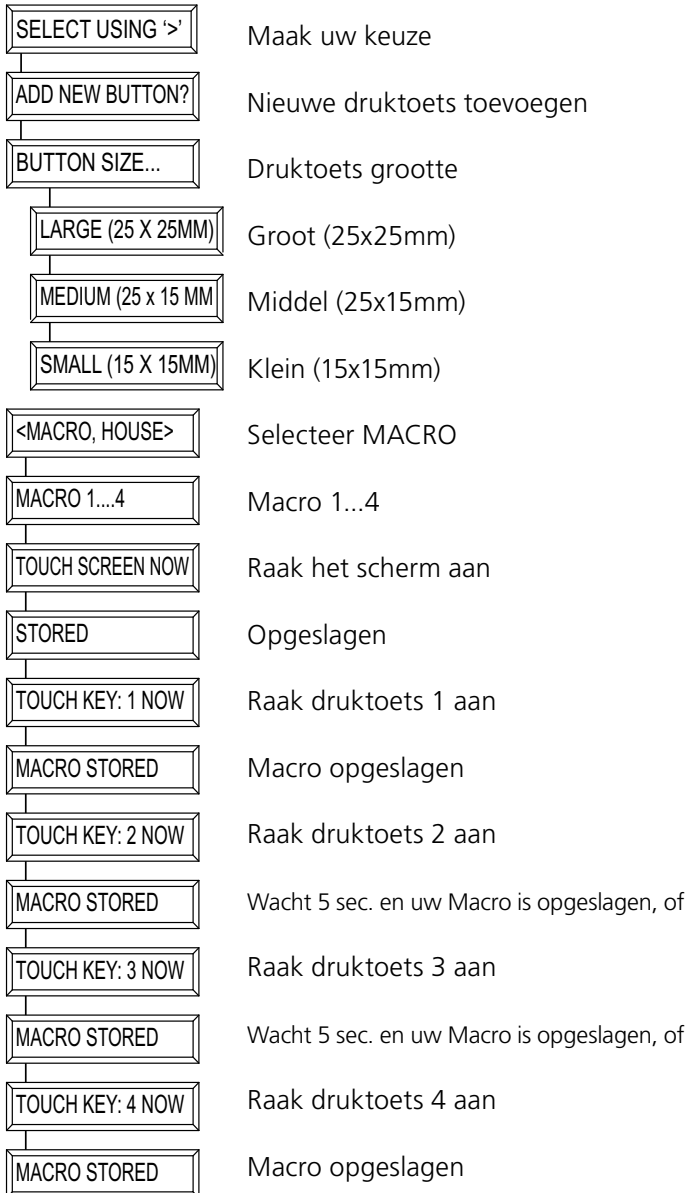 SELECT USING ‘>’ Maak uw keuze
ADD NEW BUTTON? Nieuwe druktoets toevoegen
BUTTON SIZE... Druktoets grootte
LARGE (25 X 25MM) Groot (25x25mm)
MEDIUM (25 x 15 MM Middel (25x15mm)
SMALL (15 X 15MM) Klein (15x15mm)
<MACRO, HOUSE> Selecteer MACRO
MACRO 1....4 Macro 1...4
TOUCH SCREEN NOW Raak het scherm aan
STORED Opgeslagen
TOUCH KEY: 1 NOW Raak druktoets 1 aan
MACRO STORED Macro opgeslagen
TOUCH KEY: 2 NOW Raak druktoets 2 aan
MACRO STORED Wacht 5 sec. en uw Macro is opgeslagen, of
TOUCH KEY: 3 NOW Raak druktoets 3 aan
MACRO STORED Wacht 5 sec. en uw Macro is opgeslagen, of
TOUCH KEY: 4 NOW Raak druktoets 4 aan
MACRO STORED Macro opgeslagen